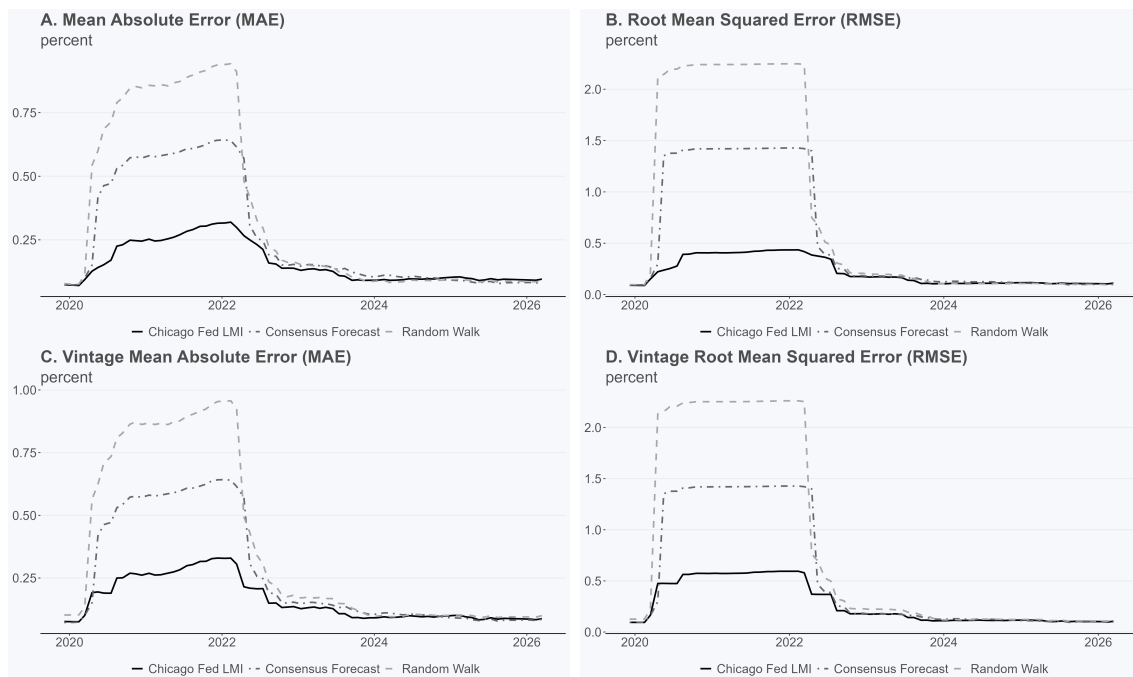 A. Mean Absolute Error (MAE)
percent
0.75
0.50
0.25
2020 2022 2024 2026
Chicago Fed LMI Consensus Forecast Random Walk
B. Root Mean Squared Error (RMSE)
percent
2.0
1.5
1.0
0.5
0.0
2020 2022 2024 2026
Chicago Fed LMI Consensus Forecast Random Walk
C. Vintage Mean Absolute Error (MAE)
percent
1.00
0.75
0.50
0.25
2020 2022 2024 2026
Chicago Fed LMI Consensus Forecast Random Walk
D. Vintage Root Mean Squared Error (RMSE)
percent
2.0
1.5
1.0
0.5
0.0
2020 2022 2024 2026
Chicago Fed LMI Consensus Forecast Random Walk